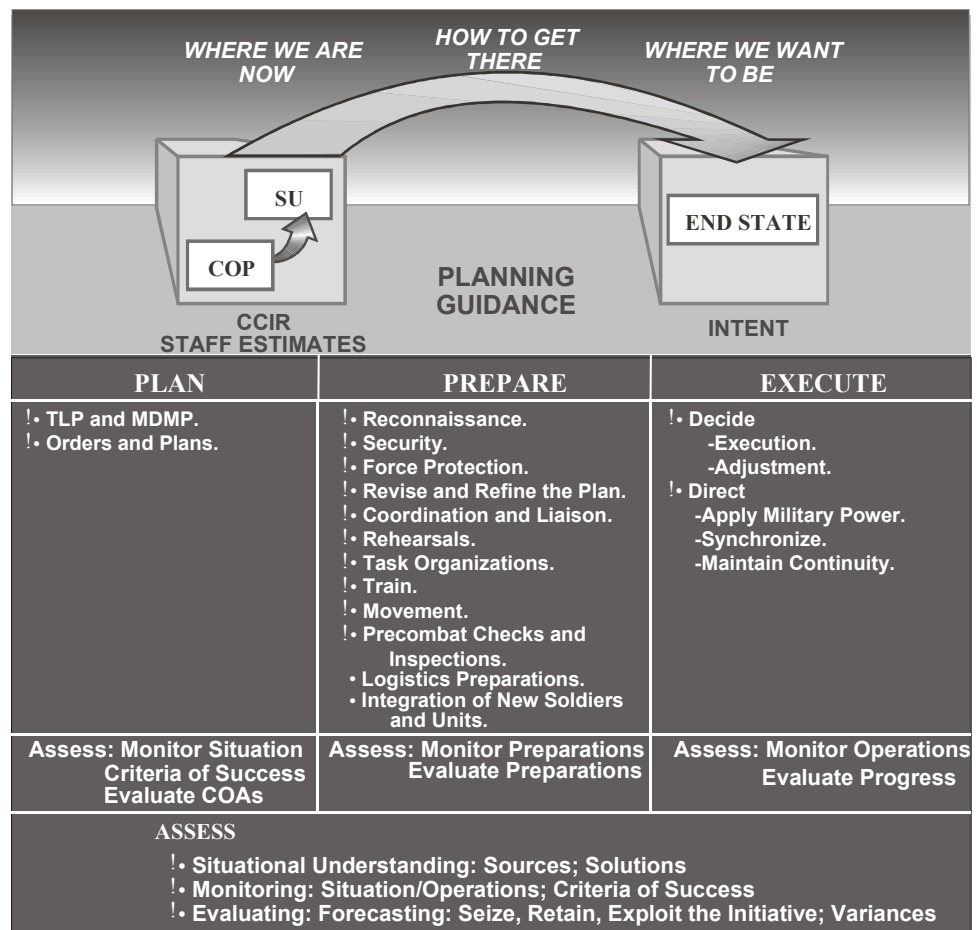 WHERE WE ARE
NOW
HOW TO GET
THERE
WHERE WE WANT
TO BE
SU
COP
END STATE
PLANNING
GUIDANCE
CCIR
STAFF ESTIMATES
INTENT
PLAN
!• TLP and MDMP.
!• Orders and Plans.
PREPARE
!• Reconnaissance.
!• Security.
!• Force Protection.
!• Revise and Refine the Plan.
!• Coordination and Liaison.
!• Rehearsals.
!• Task Organizations.
!• Train.
!• Movement.
!• Precombat Checks and
Inspections.
• Logistics Preparations.
• Integration of New Soldiers
and Units.
EXECUTE
!• Decide
-Execution.
-Adjustment.
!• Direct
-Apply Military Power.
-Synchronize.
-Maintain Continuity.
Assess: Monitor Situation
Criteria of Success
Evaluate COAs
Assess: Monitor Preparations
Evaluate Preparations
Assess: Monitor Operations
Evaluate Progress
ASSESS
!• Situational Understanding: Sources; Solutions
!• Monitoring: Situation/Operations; Criteria of Success
!• Evaluating: Forecasting: Seize, Retain, Exploit the Initiative; Variances